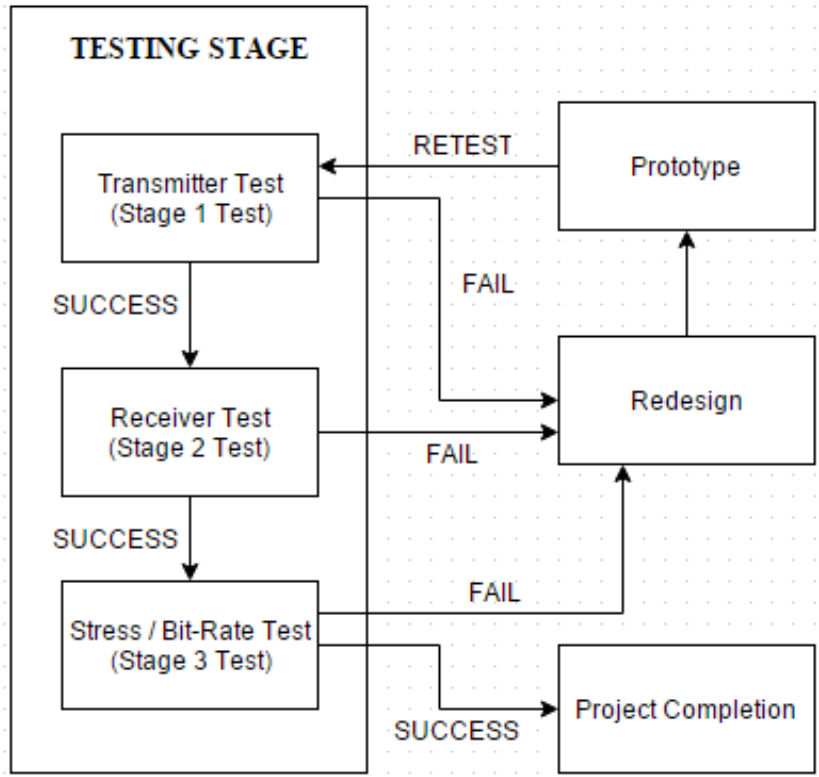 TESTING STAGE
RETEST
Prototype
Transmitter Test
(Stage 1 Test)
FAIL
SUCCESS
Redesign
Receiver Test
(Stage 2 Test)
FAIL
SUCCESS
FAIL
Stress / Bit-Rate Test
(Stage 3 Test)
Project Completion
SUCCESS